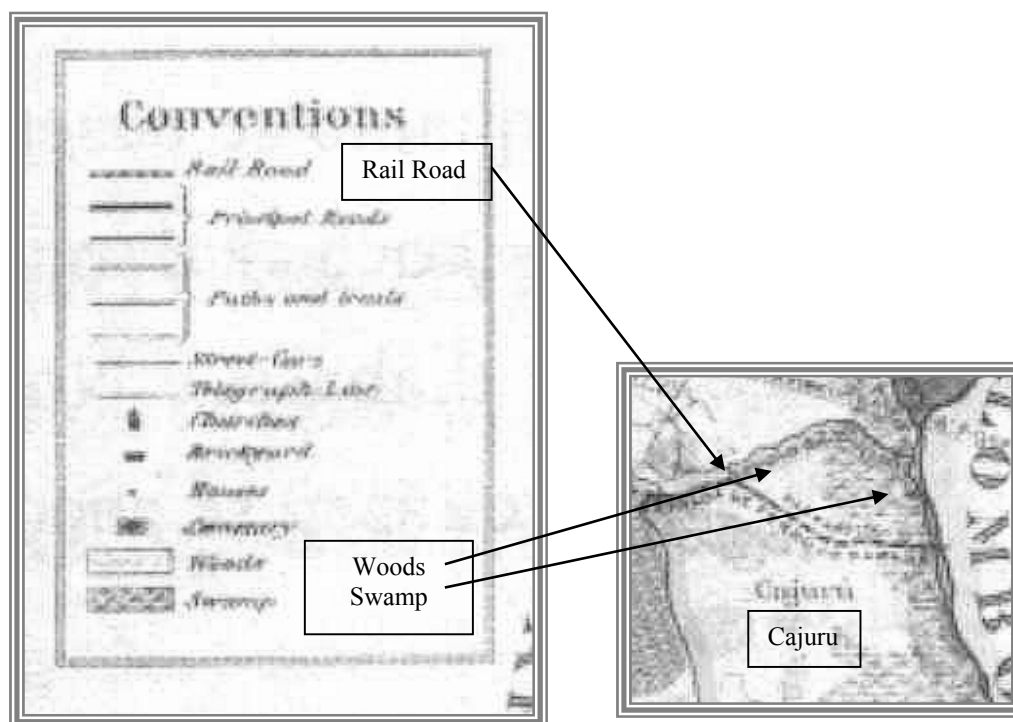 Conventions
Rail Road
Rail Road
Principal Roads
Paths and trails
Street-Cars
Telegraph Line
Churches
Brickyard
Houses
Cemetery
Woods
Swamp
Woods
Swamp
Cajuru
Cajuru